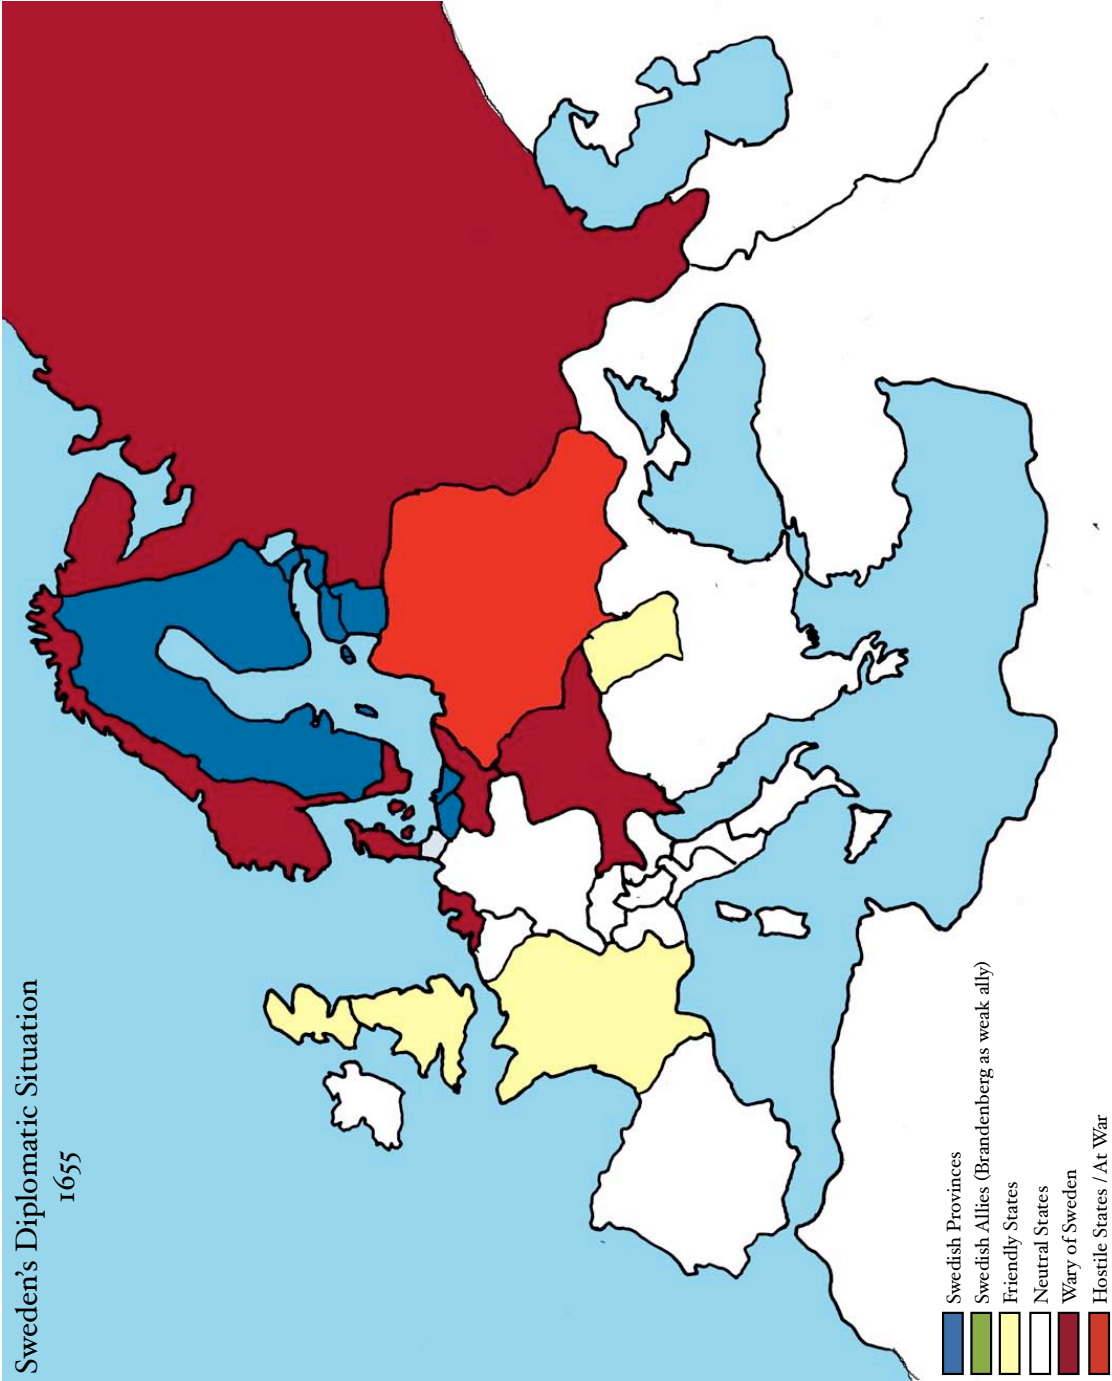 Sweden's Diplomatic Situation
1655
Swedish Provinces
Swedish Allies (Brandenberg as weak ally)
Friendly States
Neutral States
Wary of Sweden
Hostile States / At War